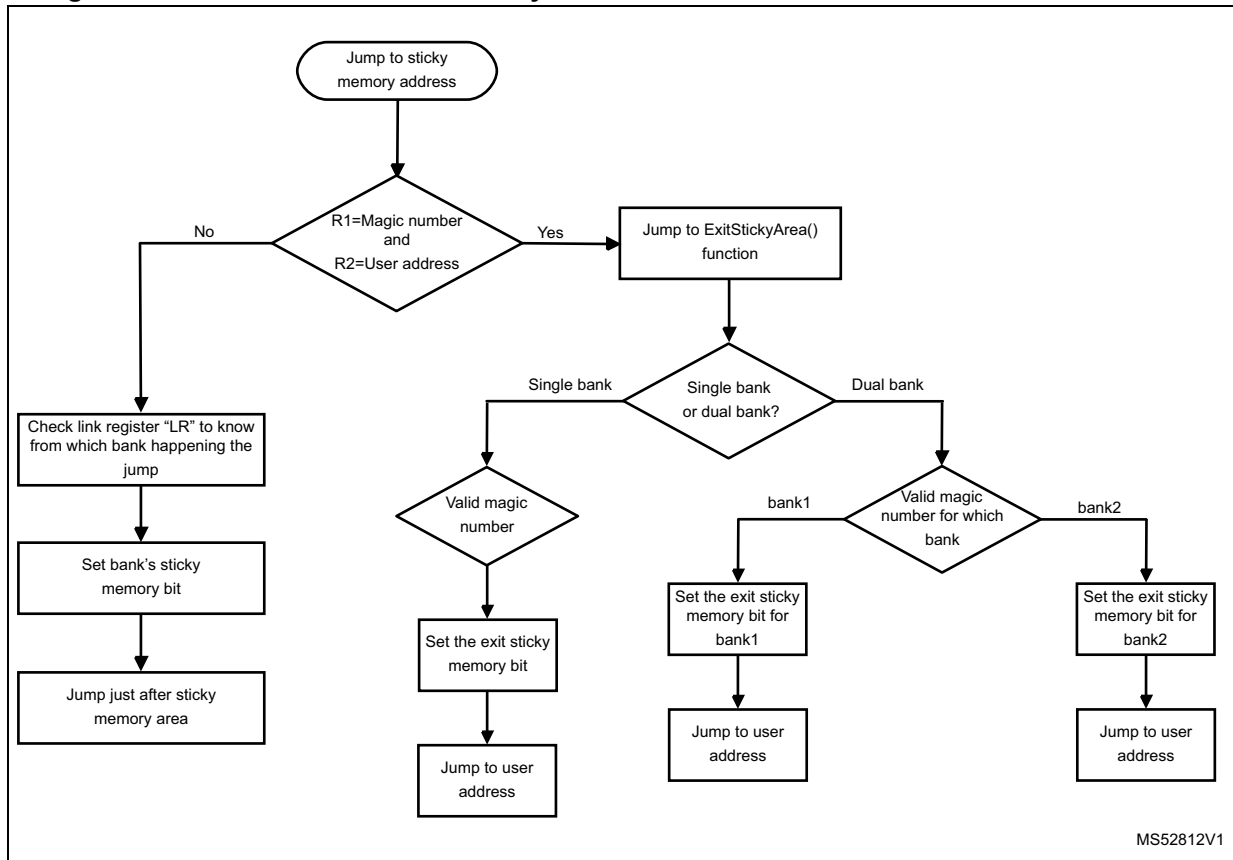 Jump to sticky
memory address
R1=Magic number
and
R2=User address
No
Yes
Jump to ExitStickyArea()
function
Single bank
or dual bank?
Single bank
Dual bank
Check link register “LR” to know
from which bank happening the
jump
Set bank's sticky
memory bit
Jump just after sticky
memory area
Valid magic
number
Set the exit sticky
memory bit
Jump to user
address
Valid magic
number for which
bank
bank1
bank2
Set the exit sticky
memory bit for
bank1
Jump to user
address
Set the exit sticky
memory bit for
bank2
Jump to user
address
MS52812V1